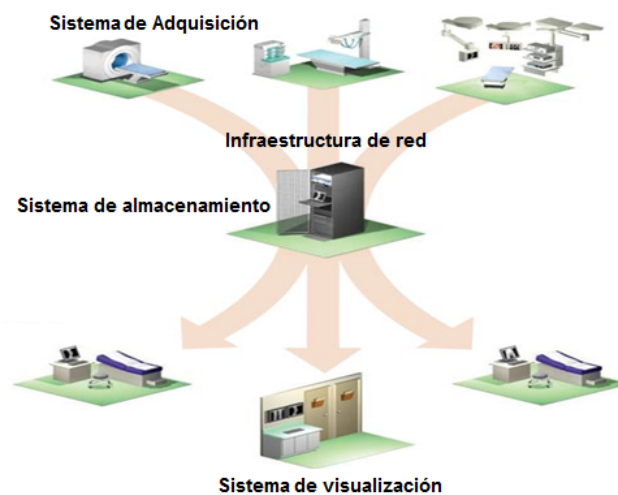 Sistema de Adquisición
Infraestructura de red
Sistema de almacenamiento
Sistema de visualización